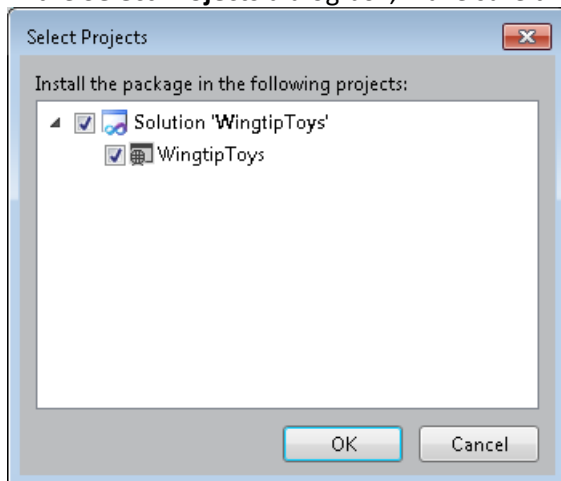 Select Projects
Install the package in the following projects:
Solution 'WingtipToys'
WingtipToys
OK
Cancel